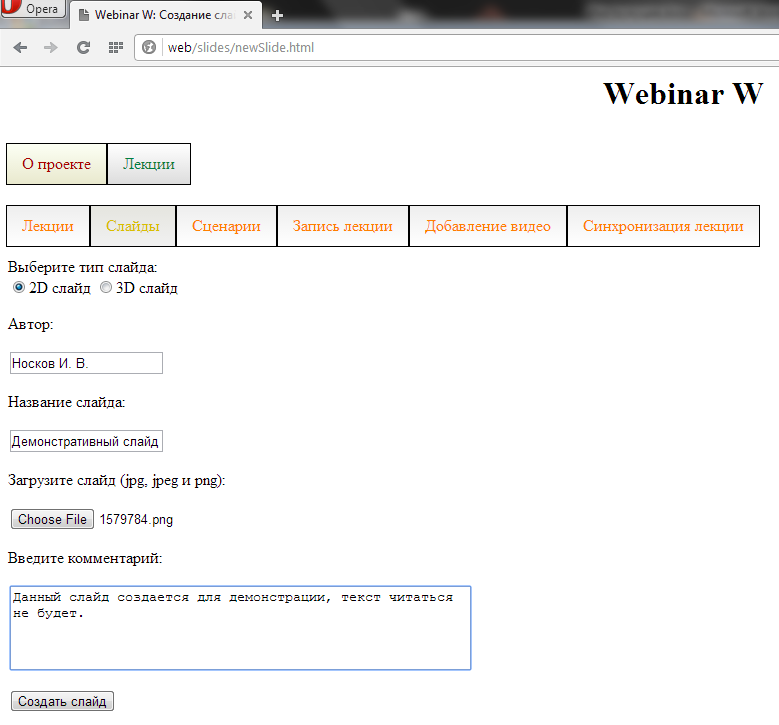 Opera
Webinar W: Создание сла
web/slides/newSlide.html
Webinar W
О проекте Лекции
Лекции Слайды Сценарии Запись лекции Добавление видео Синхронизация лекции
Выберите тип слайда:
2D слайд 3D слайд
Автор:
Носков И. В.
Название слайда:
Демонстративный слайд
Загрузите слайд (jpg, jpeg и png):
Choose File 1579784.png
Введите комментарий:
Данный слайд создается для демонстрации, текст читаться
не будет.
Создать слайд